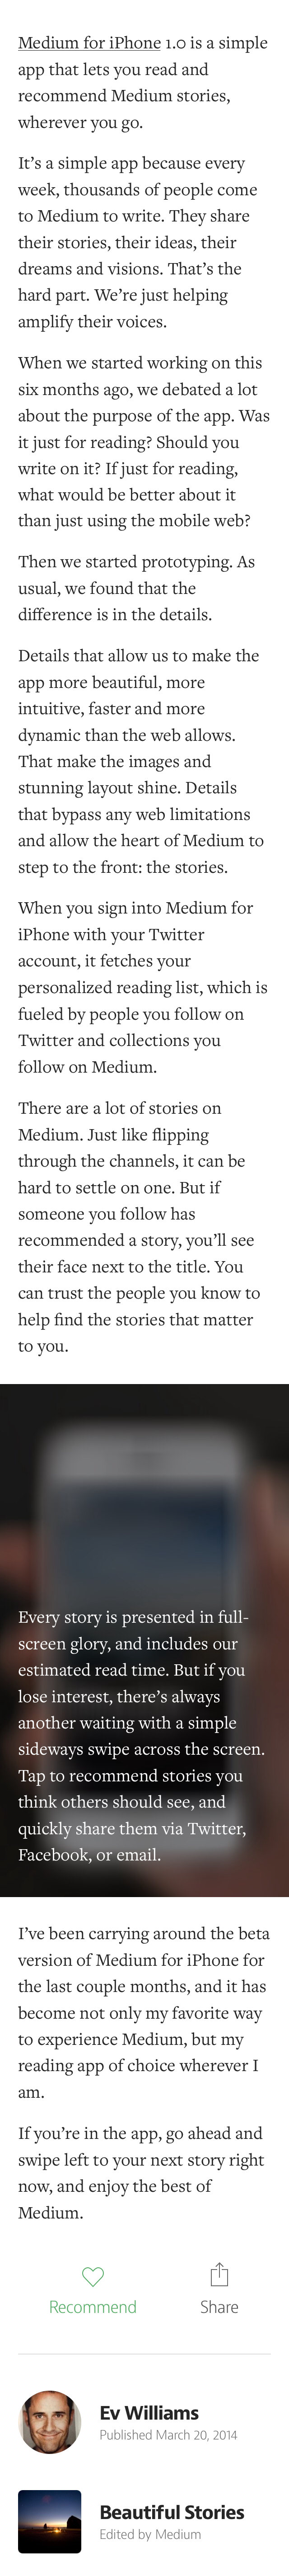 Medium for iPhone 1.0 is a simple
app that lets you read and
recommend Medium stories,
wherever you go.
It’s a simple app because every
week, thousands of people come
to Medium to write. They share
their stories, their ideas, their
dreams and visions. That’s the
hard part. We’re just helping
amplify their voices.
When we started working on this
six months ago, we debated a lot
about the purpose of the app. Was
it just for reading? Should you
write on it? If just for reading,
what would be better about it
than just using the mobile web?
Then we started prototyping. As
usual, we found that the
difference is in the details.
Details that allow us to make the
app more beautiful, more
intuitive, faster and more
dynamic than the web allows.
That make the images and
stunning layout shine. Details
that bypass any web limitations
and allow the heart of Medium to
step to the front: the stories.
When you sign into Medium for
iPhone with your Twitter
account, it fetches your
personalized reading list, which is
fueled by people you follow on
Twitter and collections you
follow on Medium.
There are a lot of stories on
Medium. Just like flipping
through the channels, it can be
hard to settle on one. But if
someone you follow has
recommended a story, you’ll see
their face next to the title. You
can trust the people you know to
help find the stories that matter
to you.
Every story is presented in full-
screen glory, and includes our
estimated read time. But if you
lose interest, there’s always
another waiting with a simple
sideways swipe across the screen.
Tap to recommend stories you
think others should see, and
quickly share them via Twitter,
Facebook, or email.
I’ve been carrying around the beta
version of Medium for iPhone for
the last couple months, and it has
become not only my favorite way
to experience Medium, but my
reading app of choice wherever I
am.
If you’re in the app, go ahead and
swipe left to your next story right
now, and enjoy the best of
Medium.
Recommend
Share
Ev Williams
Published March 20, 2014
Beautiful Stories
Edited by Medium